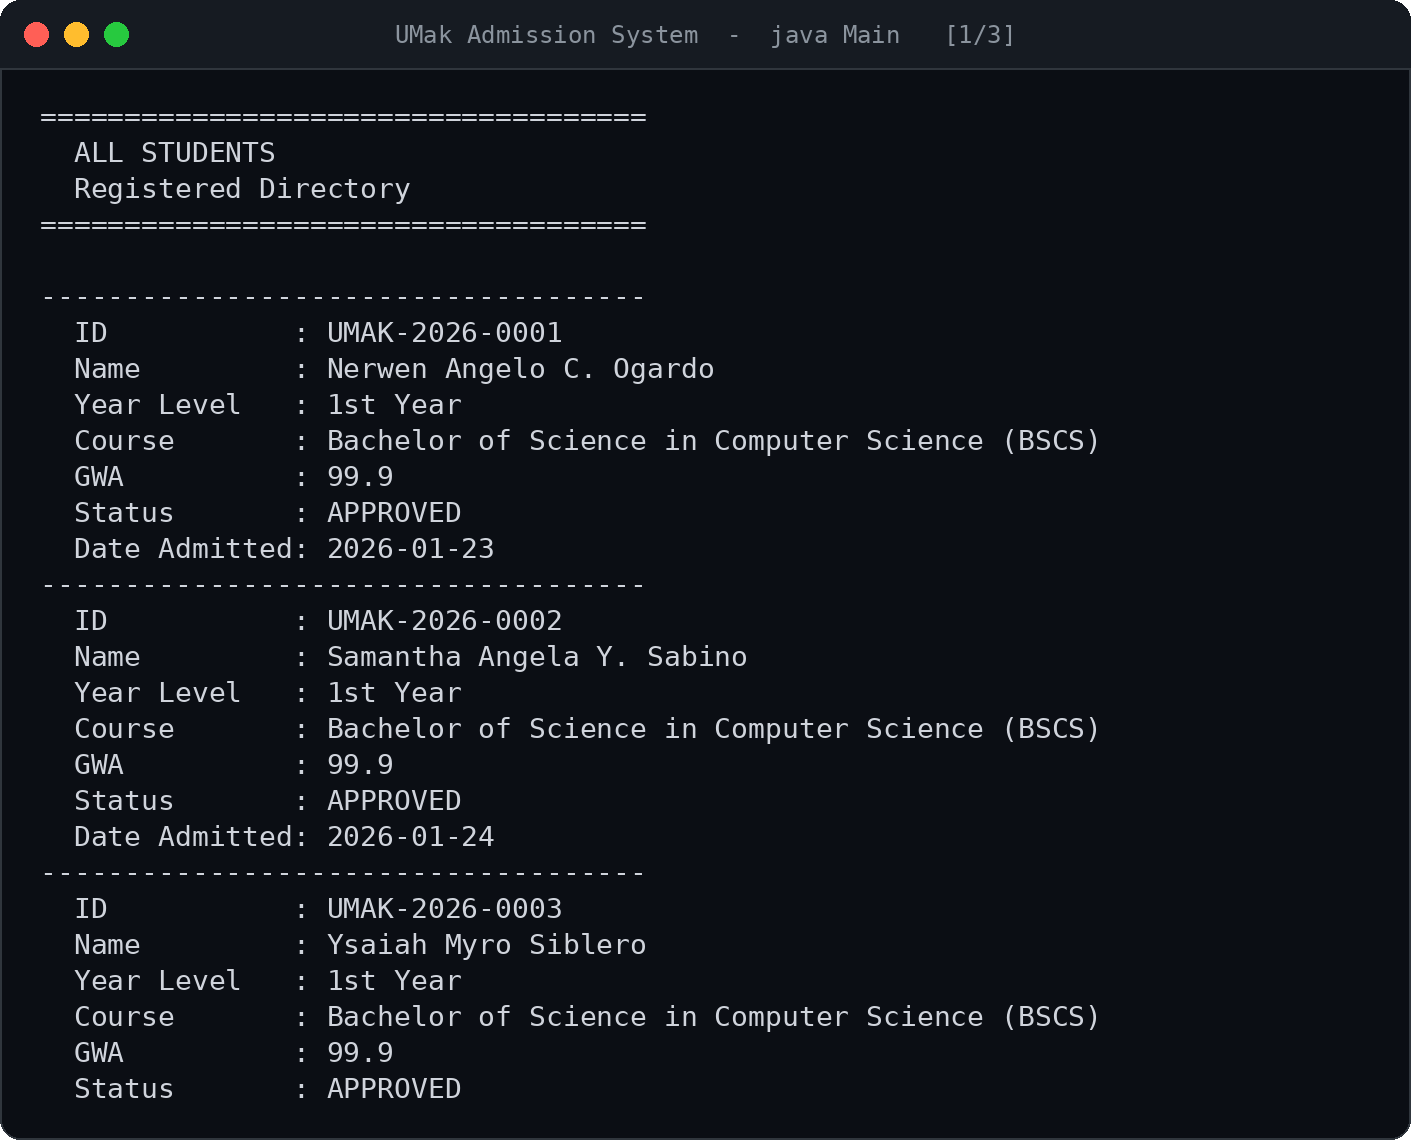 UMak Admission System  -  java Main   [1/3]
====================================
  ALL STUDENTS
  Registered Directory
====================================

------------------------------------
  ID           : UMAK-2026-0001
  Name         : Nerwen Angelo C. Ogardo
  Year Level   : 1st Year
  Course       : Bachelor of Science in Computer Science (BSCS)
  GWA          : 99.9
  Status       : APPROVED
  Date Admitted: 2026-01-23
------------------------------------
  ID           : UMAK-2026-0002
  Name         : Samantha Angela Y. Sabino
  Year Level   : 1st Year
  Course       : Bachelor of Science in Computer Science (BSCS)
  GWA          : 99.9
  Status       : APPROVED
  Date Admitted: 2026-01-24
------------------------------------
  ID           : UMAK-2026-0003
  Name         : Ysaiah Myro Siblero
  Year Level   : 1st Year
  Course       : Bachelor of Science in Computer Science (BSCS)
  GWA          : 99.9
  Status       : APPROVED